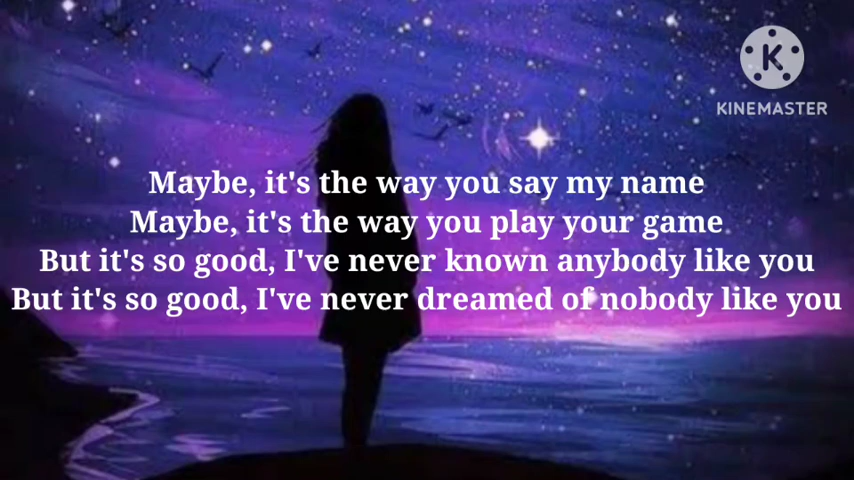 KINEMASTER
Maybe, it's the way you say my name
Maybe, it's the way you play your game
But it's so good, I've never known anybody like you
But it's so good, I've never dreamed of nobody like you